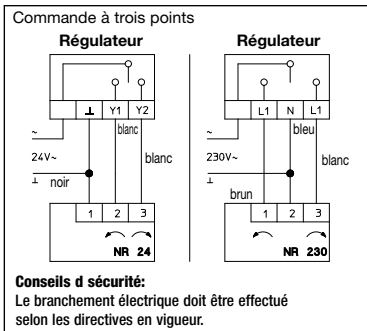 Commande à trois points
Régulateur
Régulateur
⊥ Y1 Y2
L1 N L1
~
blanc
~
bleu
24V~
blanc
230V~
blanc
⊥
noir
⊥
brun
1 2 3
1 2 3
NR 24
NR 230
Conseils d sécurité:
Le branchement électrique doit être effectué
selon les directives en vigueur.